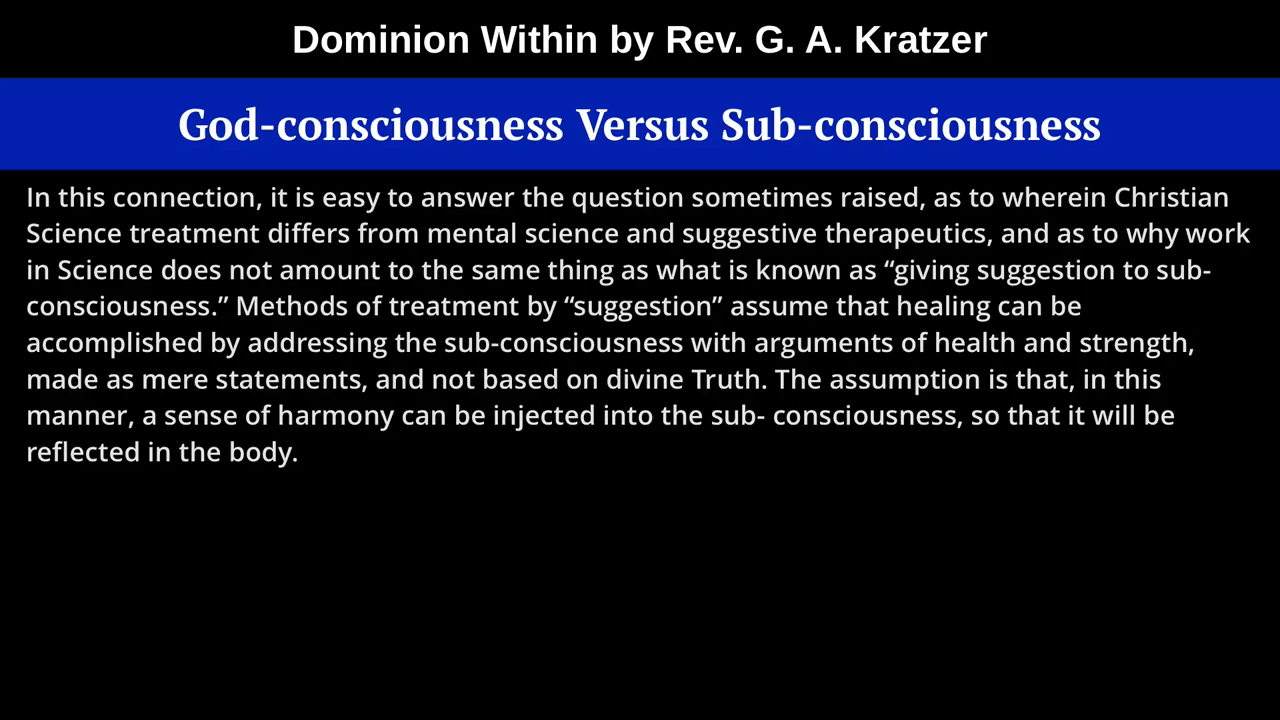 Dominion Within by Rev. G. A. Kratzer
God-consciousness Versus Sub-consciousness
In this connection, it is easy to answer the question sometimes raised, as to wherein Christian
Science treatment differs from mental science and suggestive therapeutics, and as to why work
in Science does not amount to the same thing as what is known as “giving suggestion to sub-
consciousness.” Methods of treatment by “suggestion” assume that healing can be
accomplished by addressing the sub-consciousness with arguments of health and strength,
made as mere statements, and not based on divine Truth. The assumption is that, in this
manner, a sense of harmony can be injected into the sub- consciousness, so that it will be
reflected in the body.